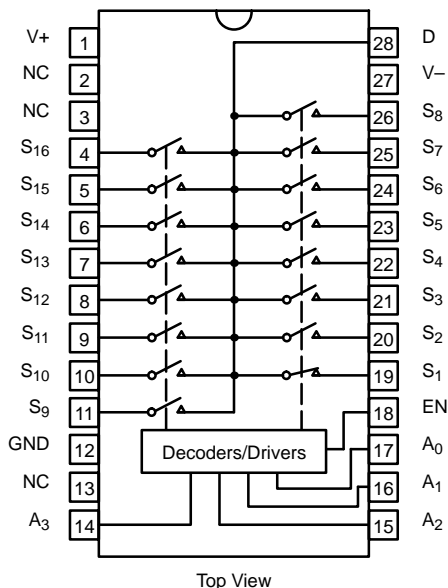 V+ 1 28 D
NC 2 27 V–
NC 3 26 S8
S16 4 25 S7
S15 5 24 S6
S14 6 23 S5
S13 7 22 S4
S12 8 21 S3
S11 9 20 S2
S10 10 19 S1
S9 11 18 EN
GND 12 Decoders/Drivers 17 A0
NC 13 16 A1
A3 14 15 A2
Top View